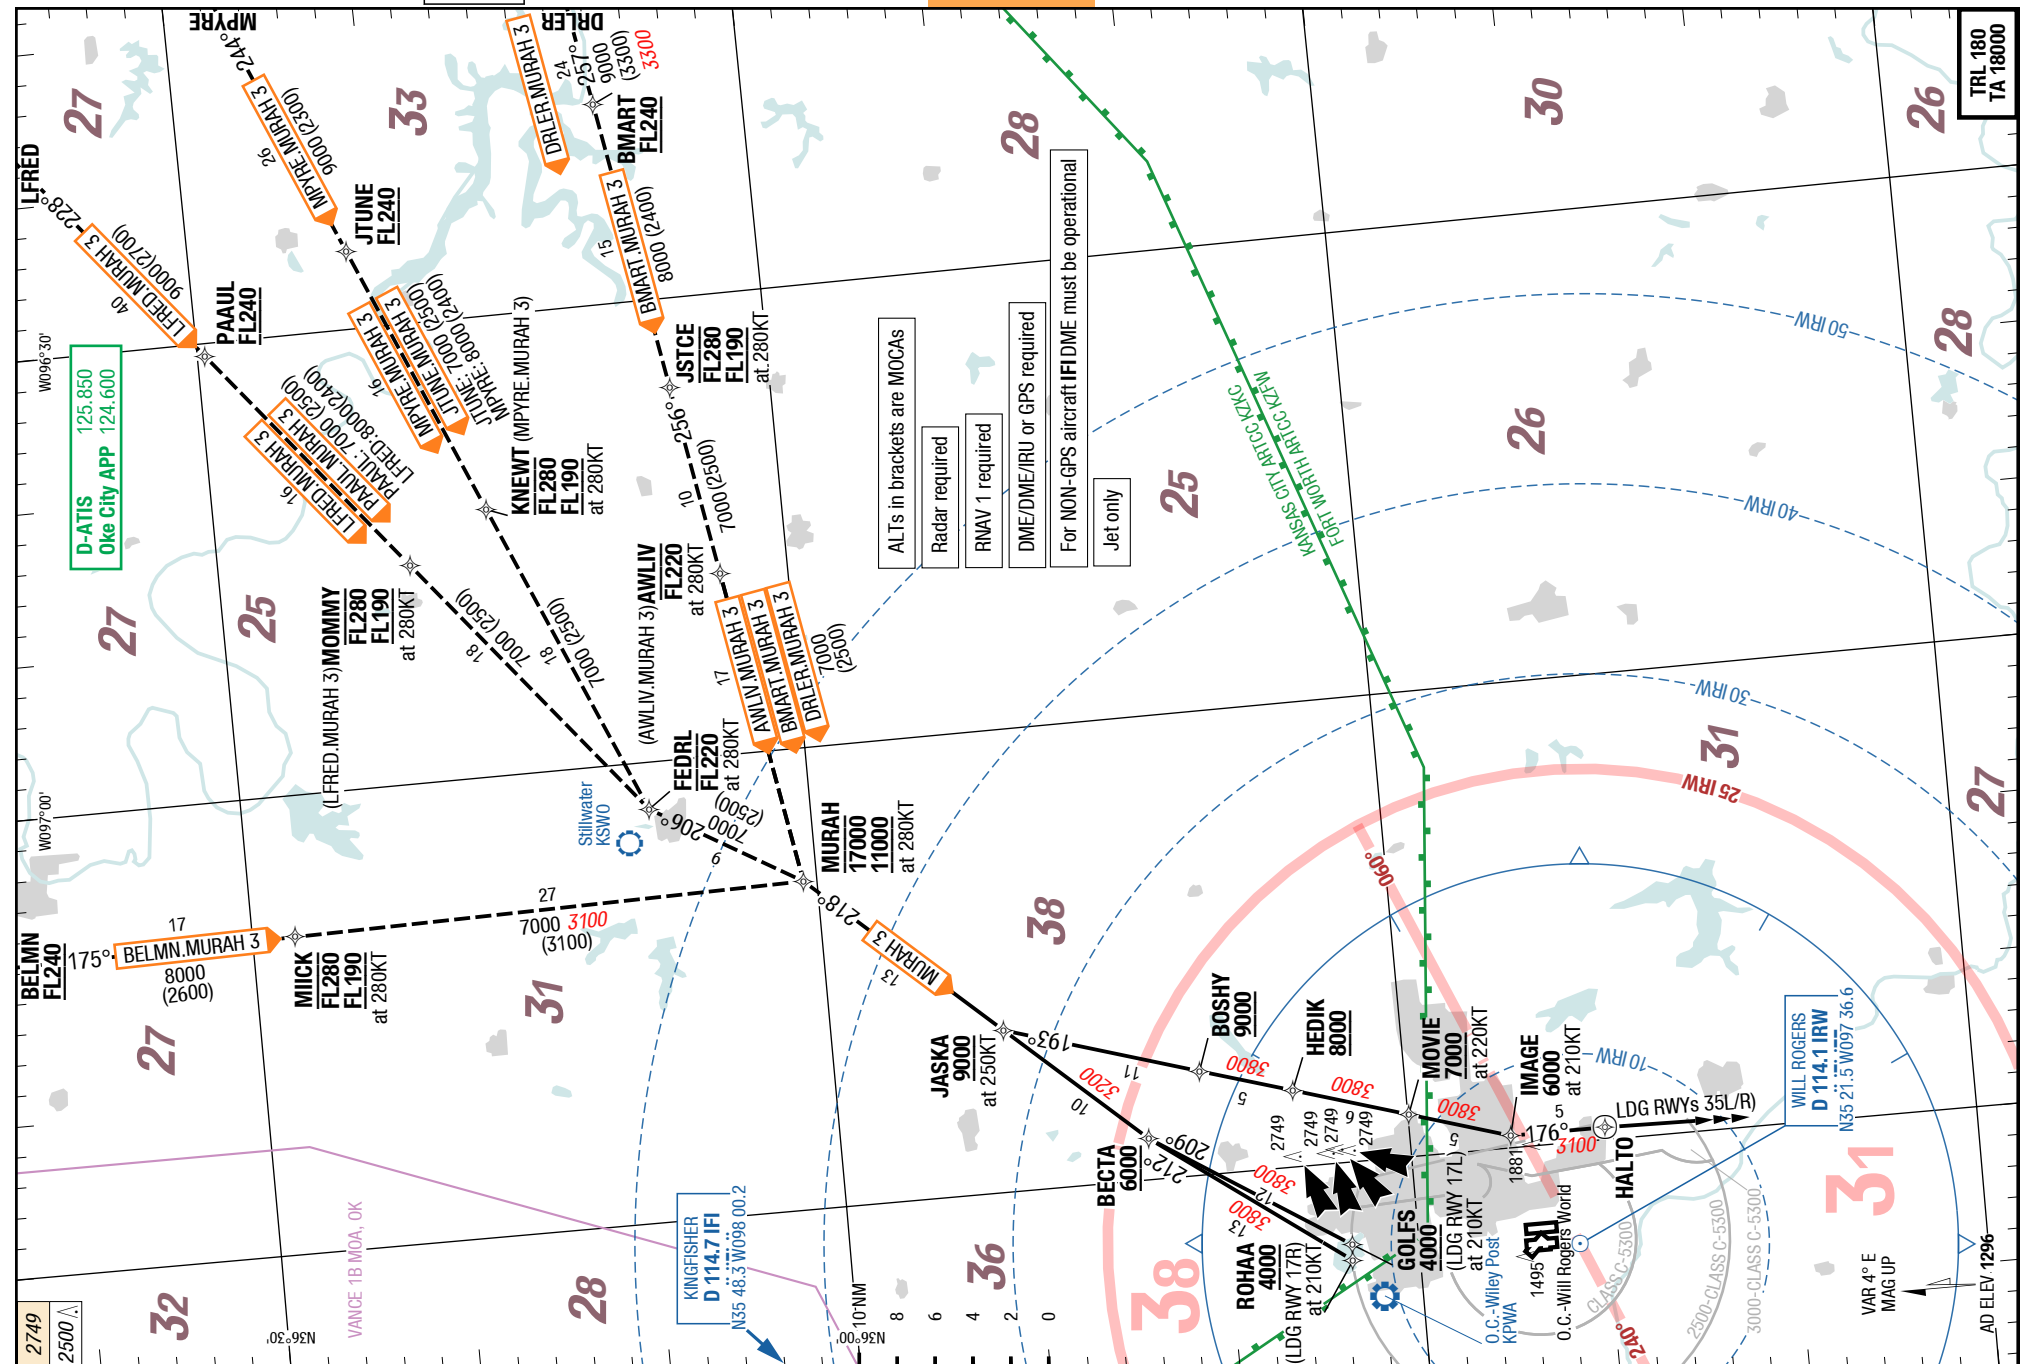 MPYRE
244°
MPYRE.MURAH 3
26
9000 (2300)
DRLER
257°
24
9000
(3300)
3300
DRLER.MURAH 3
BMART
FL240
BMART.MURAH 3
15
8000 (2400)
LFRED
228°
LFRED.MURAH 3
40
9000(2700)
PAAUL
FL240
JTUNE
FL240
MPYRE.MURAH 3
JTUNE.MURAH 3
16
JTUNE: 7000 (2500)
MPYRE: 8000 (2400)
LFRED.MURAH 3
PAAUL.MURAH 3
16
PAAUL: 7000 (2500)
LFRED:8000(2400)
KNEWT (MPYRE.MURAH 3)
FL280
FL190
at 280KT
JSTCE
FL280
FL190
at.280KT
256°
10
7000 (2500)
(LFRED.MURAH 3) MOMMY
FL280
FL190
at 280KT
18
7000 (2500)
18
7000 (2500)
(AWLIV.MURAH 3) AWLIV
FL220
at 280KT
17
AWLIV.MURAH 3
BMART.MURAH 3
DRLER.MURAH 3
7000
(2500)
FEDRL
FL220
at 280KT
206°
7000
(2500)
9
Stillwater
KSWO
MURAH
17000
11000
at 280KT
218°
MURAH 3
13
BELMN
FL240
175°
17
BELMN.MURAH 3
8000
(2600)
MIICK
FL280
FL190
at 280KT
27
7000 3100
(3100)
D-ATIS 125.850
Oke City APP 124.600
W096°30'
W097°00'
N36°30'
N36°00'
ALTs in brackets are MOCAs
Radar required
RNAV 1 required
DME/DME/IRU or GPS required
For NON-GPS aircraft IFI DME must be operational
Jet only
TRL 180
TA 18000
KANSAS CITY ARTCC KZKC
FORT WORTH ARTCC KZFW
50 IRW
40 IRW
30 IRW
25 IRW
10 IRW
JASKA
9000
at 250KT
193°
11
10
3200
BOSHY
9000
3800
5
HEDIK
8000
3800
6
MOVIE
7000
at 220KT
3800
5
IMAGE
6000
at 210KT
176°
5
3100
HALTO
LDG RWYs 35L/R)
BECTA
6000
209°
212°
3800
12
3800
13
ROHAA
4000
(LDG RWY 17R)
at 210KT
GOLFS
4000
(LDG RWY 17L)
at 210KT
2749
2749
2749
2749
1881
1495
O.C.-Wiley Post
KPWA
O.C.-Will Rogers World
WILL ROGERS
D 114.1 IRW
N35 21.5 W097 36.6
KINGFISHER
D 114.7 IFI
N35 48.3 W098 00.2
VANCE 1B MOA, OK
CLASS C-5300
2500-CLASS C-5300
3000-CLASS C-5300
060°
240°
VAR 4° E
MAG UP
AD ELEV 1296
10 NM
8
6
4
2
0
2749
2500
27
33
28
30
26
27
25
25
26
28
31
27
27
31
38
32
28
36
38
31